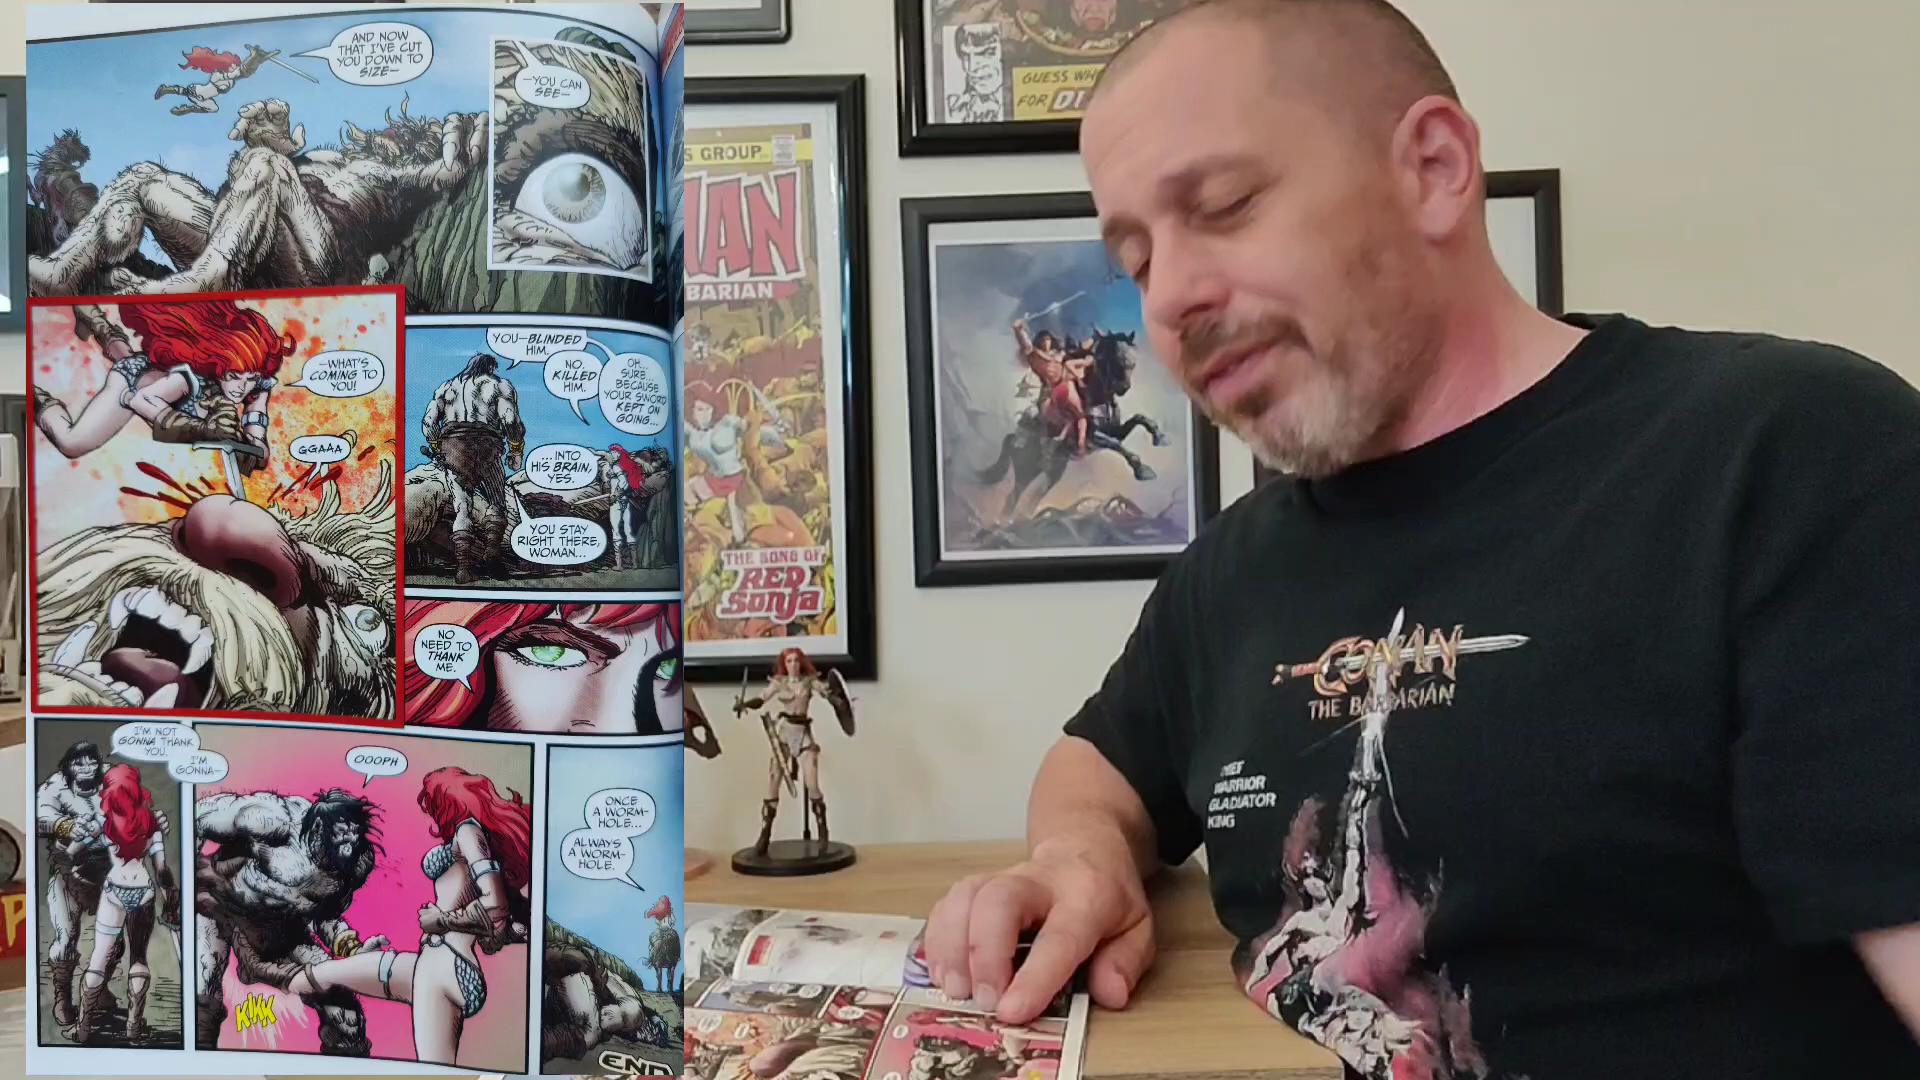 AND NOW
THAT I'VE CUT
YOU DOWN TO
SIZE—
—YOU CAN
SEE—
—WHAT'S
COMING TO
YOU!
GGAAA
YOU—BLINDED
HIM.
NO.
KILLED
HIM.
OH...
SURE...
BECAUSE
YOUR SWORD
KEPT ON
GOING...
...INTO
HIS BRAIN,
YES.
YOU STAY
RIGHT THERE,
WOMAN...
NO
NEED TO
THANK
ME.
I'M NOT
GONNA THANK
YOU.
I'M
GONNA—
OOOPH
KIKK
ONCE
A WORM-
HOLE...
ALWAYS
A WORM-
HOLE.
END
S GROUP
NAN
BARIAN
THE SONG OF
RED
SONJA
GUESS WH
FOR DI
CONAN
THE BARBARIAN
THIEF
WARRIOR
GLADIATOR
KING